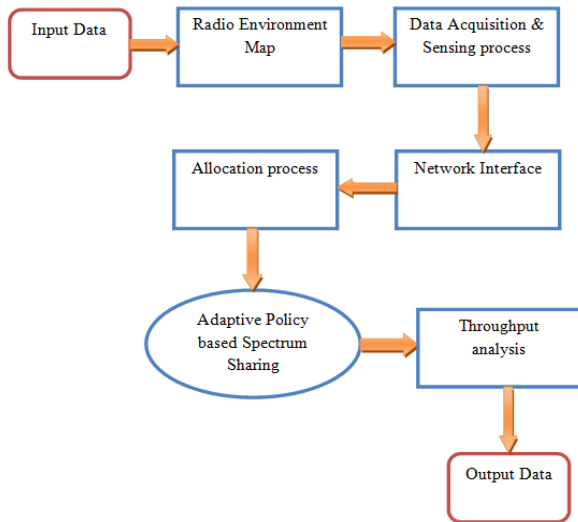 Input Data
Radio Environment
Map
Data Acquisition &
Sensing process
Allocation process
Network Interface
Adaptive Policy
based Spectrum
Sharing
Throughput
analysis
Output Data